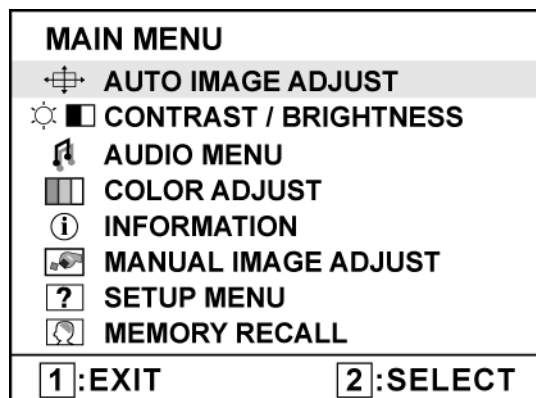 MAIN MENU
AUTO IMAGE ADJUST
CONTRAST / BRIGHTNESS
AUDIO MENU
COLOR ADJUST
i INFORMATION
MANUAL IMAGE ADJUST
? SETUP MENU
MEMORY RECALL
1:EXIT 2:SELECT